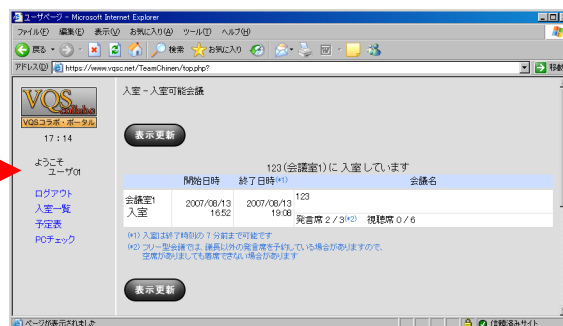 ユーザページ - Microsoft Internet Explorer
ファイル(F) 編集(E) 表示(V) お気に入り(A) ツール(T) ヘルプ(H)
戻る 検索 お気に入り
アドレス(D) https://www.vqsc.net/TeamChinen/top.php? 移動
VQS
collabo
VQSコラボ・ポータル
17:14
ようこそ
ユーザ01
ログアウト
入室一覧
予定表
PCチェック
入室 - 入室可能会議
表示更新
123 (会議室1) に 入室 しています
開始日時 終了日時(*1) 会議名
会議室1 入室 2007/08/13 16:52 2007/08/13 19:08 123
発言席 2 / 3(*2) 視聴席 0 / 6
(*1) 入室は終了時刻の 7 分前まで可能です
(*2) フリー型会議では、議長以外の発言席を予約している場合がありますので、
空席がありましても着席できない場合があります
表示更新
ページが表示されました 信頼済みサイト